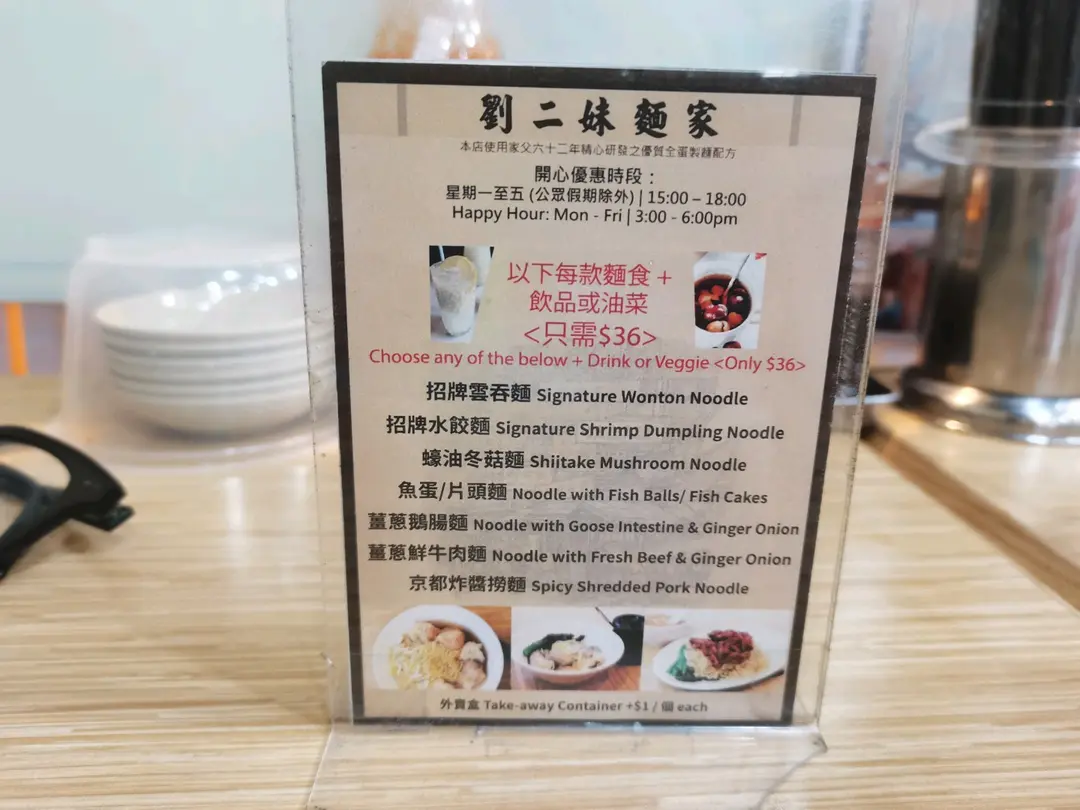 劉二妹麵家
本店使用家父六十二年精心研發之優質全蛋製麵配方
開心優惠時段：
星期一至五 (公眾假期除外) | 15:00 – 18:00
Happy Hour: Mon - Fri | 3:00 - 6:00pm
以下每款麵食 +
飲品或油菜
<只需$36>
Choose any of the below + Drink or Veggie <Only $36>
招牌雲吞麵 Signature Wonton Noodle
招牌水餃麵 Signature Shrimp Dumpling Noodle
蠔油冬菇麵 Shiitake Mushroom Noodle
魚蛋/片頭麵 Noodle with Fish Balls/ Fish Cakes
薑蔥鵝腸麵 Noodle with Goose Intestine & Ginger Onion
薑蔥鮮牛肉麵 Noodle with Fresh Beef & Ginger Onion
京都炸醬撈麵 Spicy Shredded Pork Noodle
外賣盒 Take-away Container +$1 / 個 each